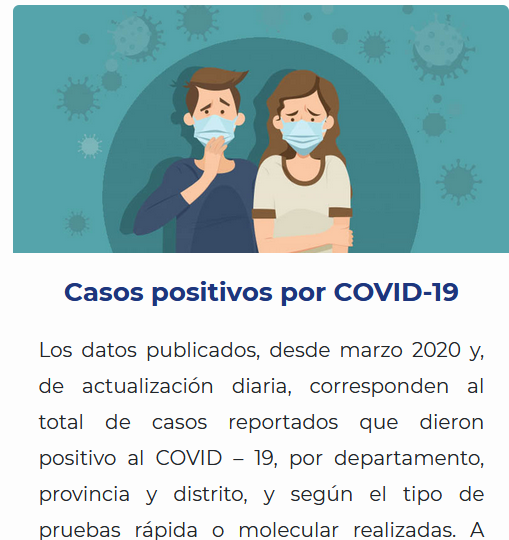 Casos positivos por COVID-19
Los datos publicados, desde marzo 2020 y,
de actualización diaria, corresponden al
total de casos reportados que dieron
positivo al COVID – 19, por departamento,
provincia y distrito, y según el tipo de
pruebas rápida o molecular realizadas. A